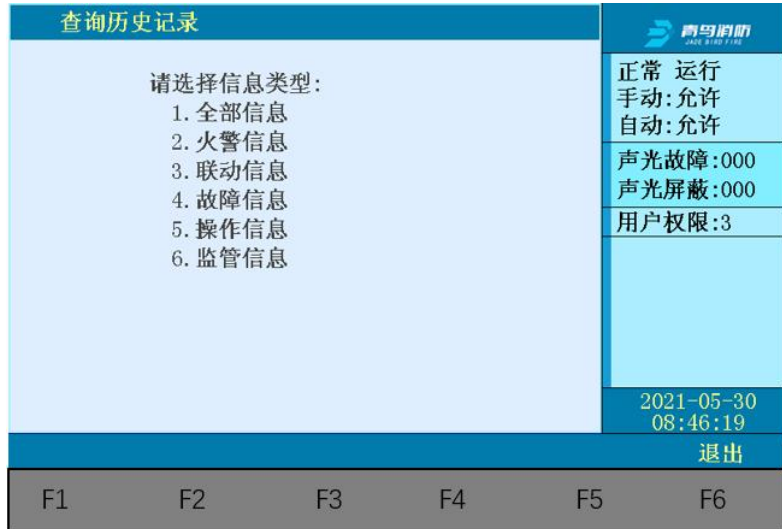 查询历史记录
请选择信息类型:
1.全部信息
2.火警信息
3.联动信息
4.故障信息
5.操作信息
6.监管信息
青鸟消防
JADE BIRD FIRE
正常 运行
手动:允许
自动:允许
声光故障:000
声光屏蔽:000
用户权限:3
2021-05-30
08:46:19
退出
F1 F2 F3 F4 F5 F6